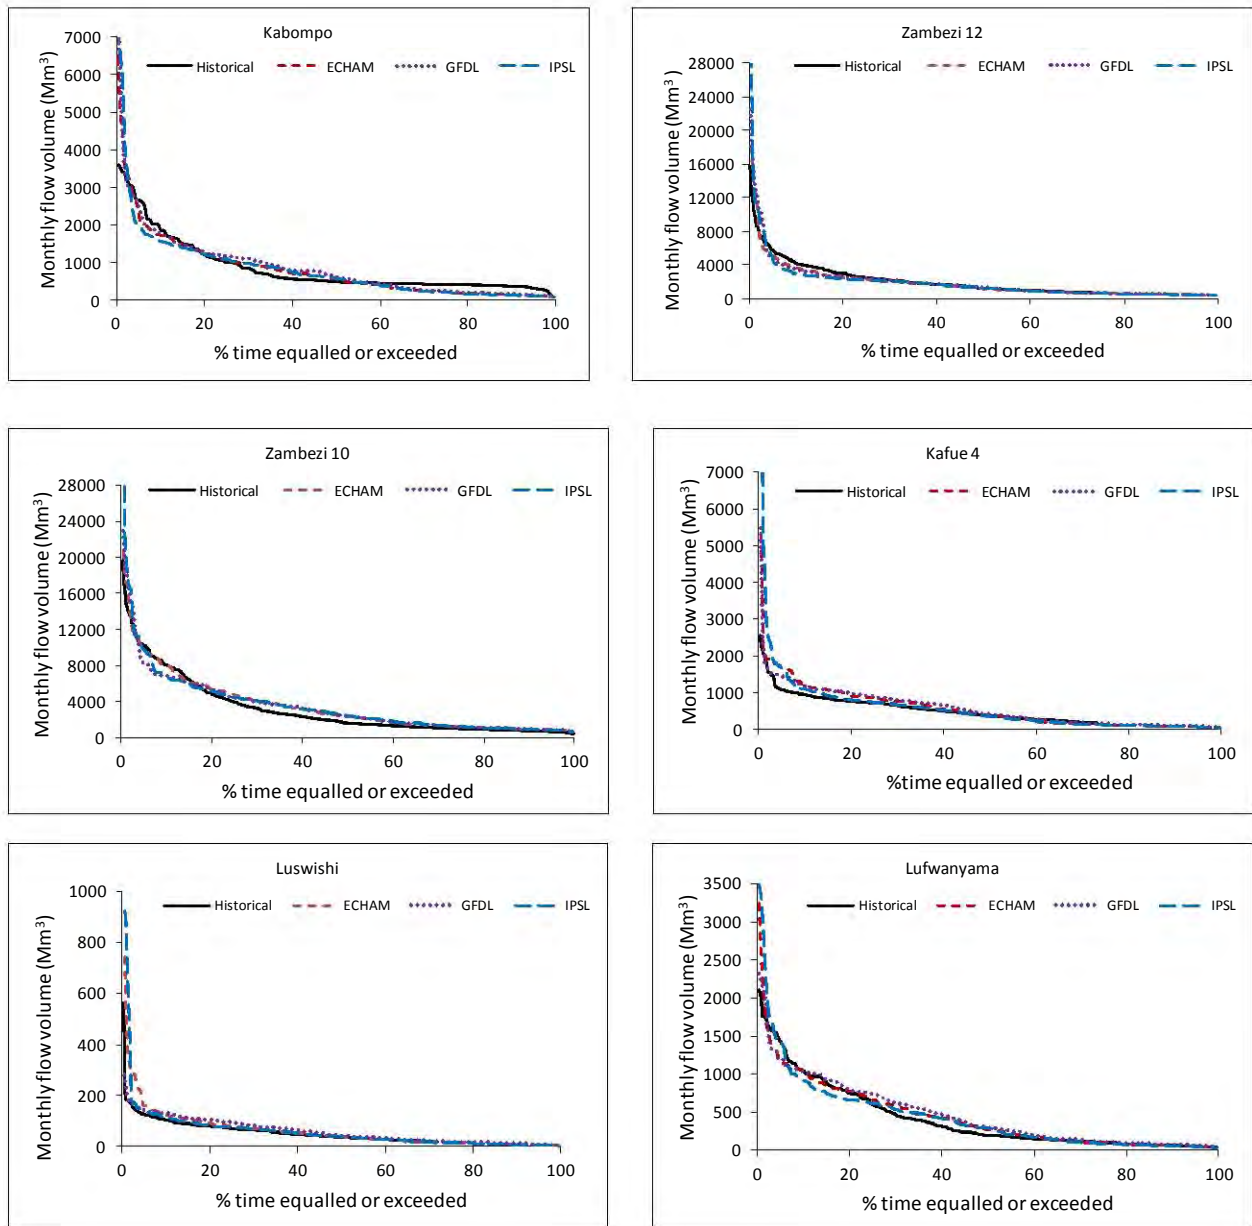 Kabompo
Historical ECHAM GFDL IPSL
Monthly flow volume (Mm³)
7000
6000
5000
4000
3000
2000
1000
0
0 20 40 60 80 100
% time equalled or exceeded
Zambezi 12
Historical ECHAM GFDL IPSL
Monthly flow volume (Mm³)
28000
24000
20000
16000
12000
8000
4000
0
0 20 40 60 80 100
% time equalled or exceeded
Zambezi 10
Historical ECHAM GFDL IPSL
Monthly flow volume (Mm³)
28000
24000
20000
16000
12000
8000
4000
0
0 20 40 60 80 100
% time equalled or exceeded
Kafue 4
Historical ECHAM GFDL IPSL
Monthly flow volume (Mm³)
7000
6000
5000
4000
3000
2000
1000
0
0 20 40 60 80 100
%time equalled or exceeded
Luswishi
Historical ECHAM GFDL IPSL
Monthly flow volume (Mm³)
1000
800
600
400
200
0
0 20 40 60 80 100
% time equalled or exceeded
Lufwanyama
Historical ECHAM GFDL IPSL
Monthly flow volume (Mm³)
3500
3000
2500
2000
1500
1000
500
0
0 20 40 60 80 100
% time equalled or exceeded